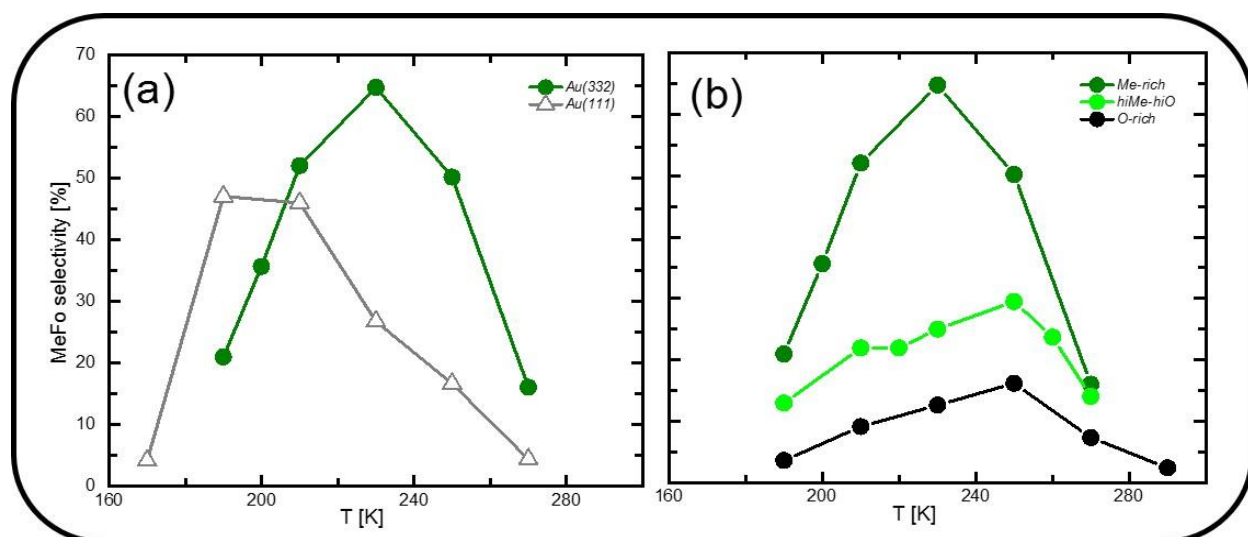 (a)
Au(332)
Au(111)
MeFo selectivity [%]
70
60
50
40
30
20
10
0
160
200
240
280
T [K]
(b)
Me-rich
hiMe-hiO
O-rich
160
200
240
280
T [K]